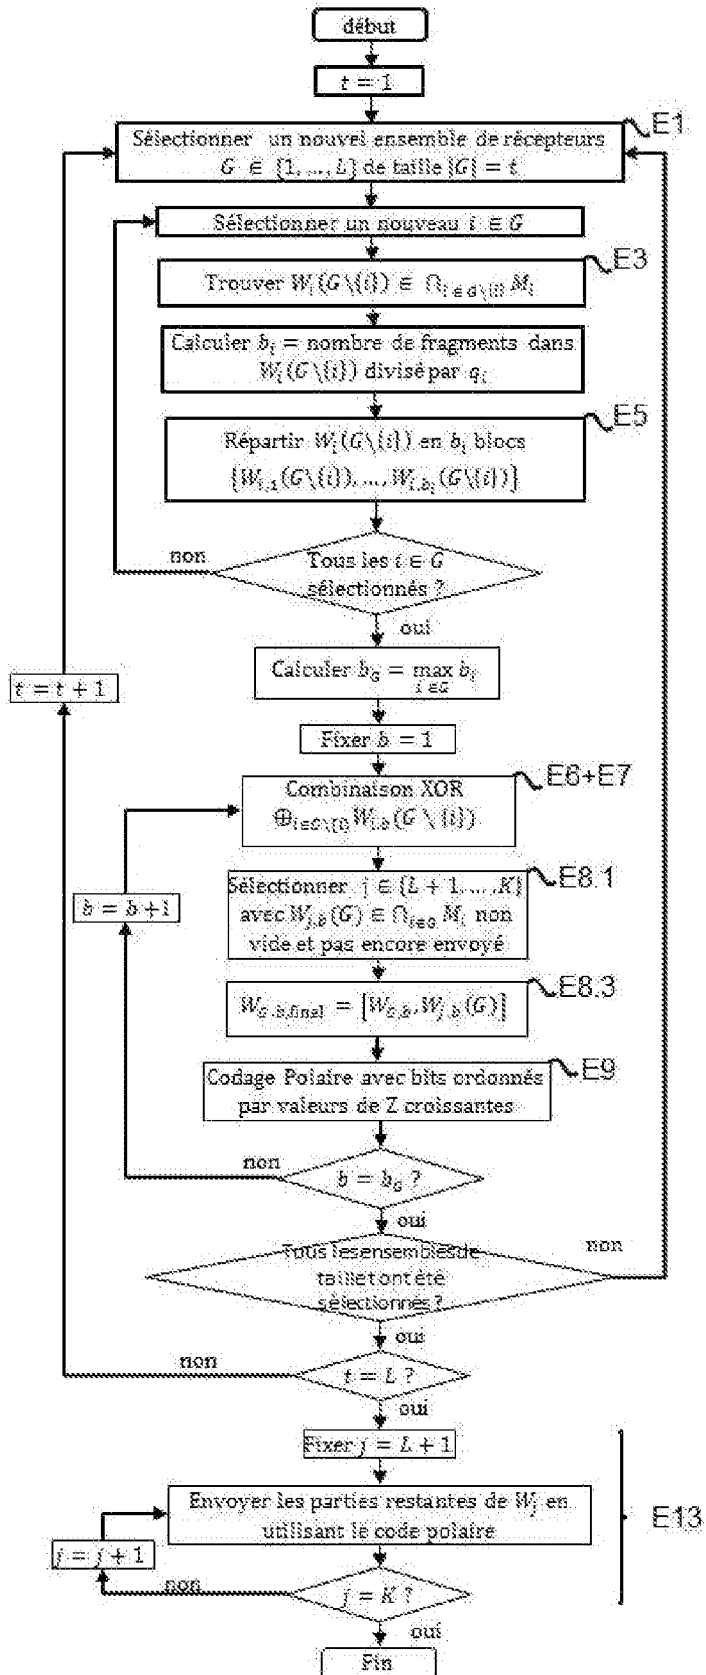 début
t = 1
E1
Sélectionner un nouvel ensemble de récepteurs
G ∈ {1, ..., L} de taille |G| = t
Sélectionner un nouveau i ∈ G
E3
Trouver W_i(G\{i}) ∈ ⋂_{i ∈ G\{i}} M_i
Calculer b_i = nombre de fragments dans
W_i(G\{i}) divisé par q_i
E5
Répartir W_i(G\{i}) en b_i blocs
{W_{i,1}(G\{i}), ..., W_{i,b_i}(G\{i})}
non
Tous les i ∈ G
sélectionnés ?
oui
Calculer b_G = max b_i
i ∈ G
t = t + 1
Fixer b = 1
E6+E7
Combinaison XOR
⊕_{i∈G\{i}} W_{i,b}(G \ {i})
E8.1
Sélectionner j ∈ {L + 1, ..., K}
avec W_{j,b}(G) ∈ ⋂_{i∈G} M_i non
vide et pas encore envoyé
b = b + 1
E8.3
W_{G,b,final} = [W_{G,b}, W_{j,b}(G)]
E9
Codage Polaire avec bits ordonnés
par valeurs de Z croissantes
non
b = b_G ?
oui
Tous les ensembles de
taille t ont été
sélectionnés ?
non
oui
non
t = L ?
oui
Fixer j = L + 1
Envoyer les parties restantes de W_j en
utilisant le code polaire
E13
j = j + 1
non
j = K ?
oui
Fin